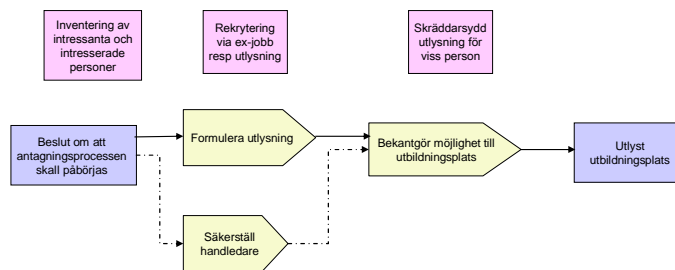 Inventering av
intressanta och
intresserade
personer
Rekrytering
via ex-jobb
resp utlysning
Skräddarsydd
utlysning för
viss person
Beslut om att
antagningsprocessen
skall påbörjas
Formulera utlysning
Bekantgör möjlighet till
utbildningsplats
Utlyst
utbildningsplats
Säkerställ
handledare